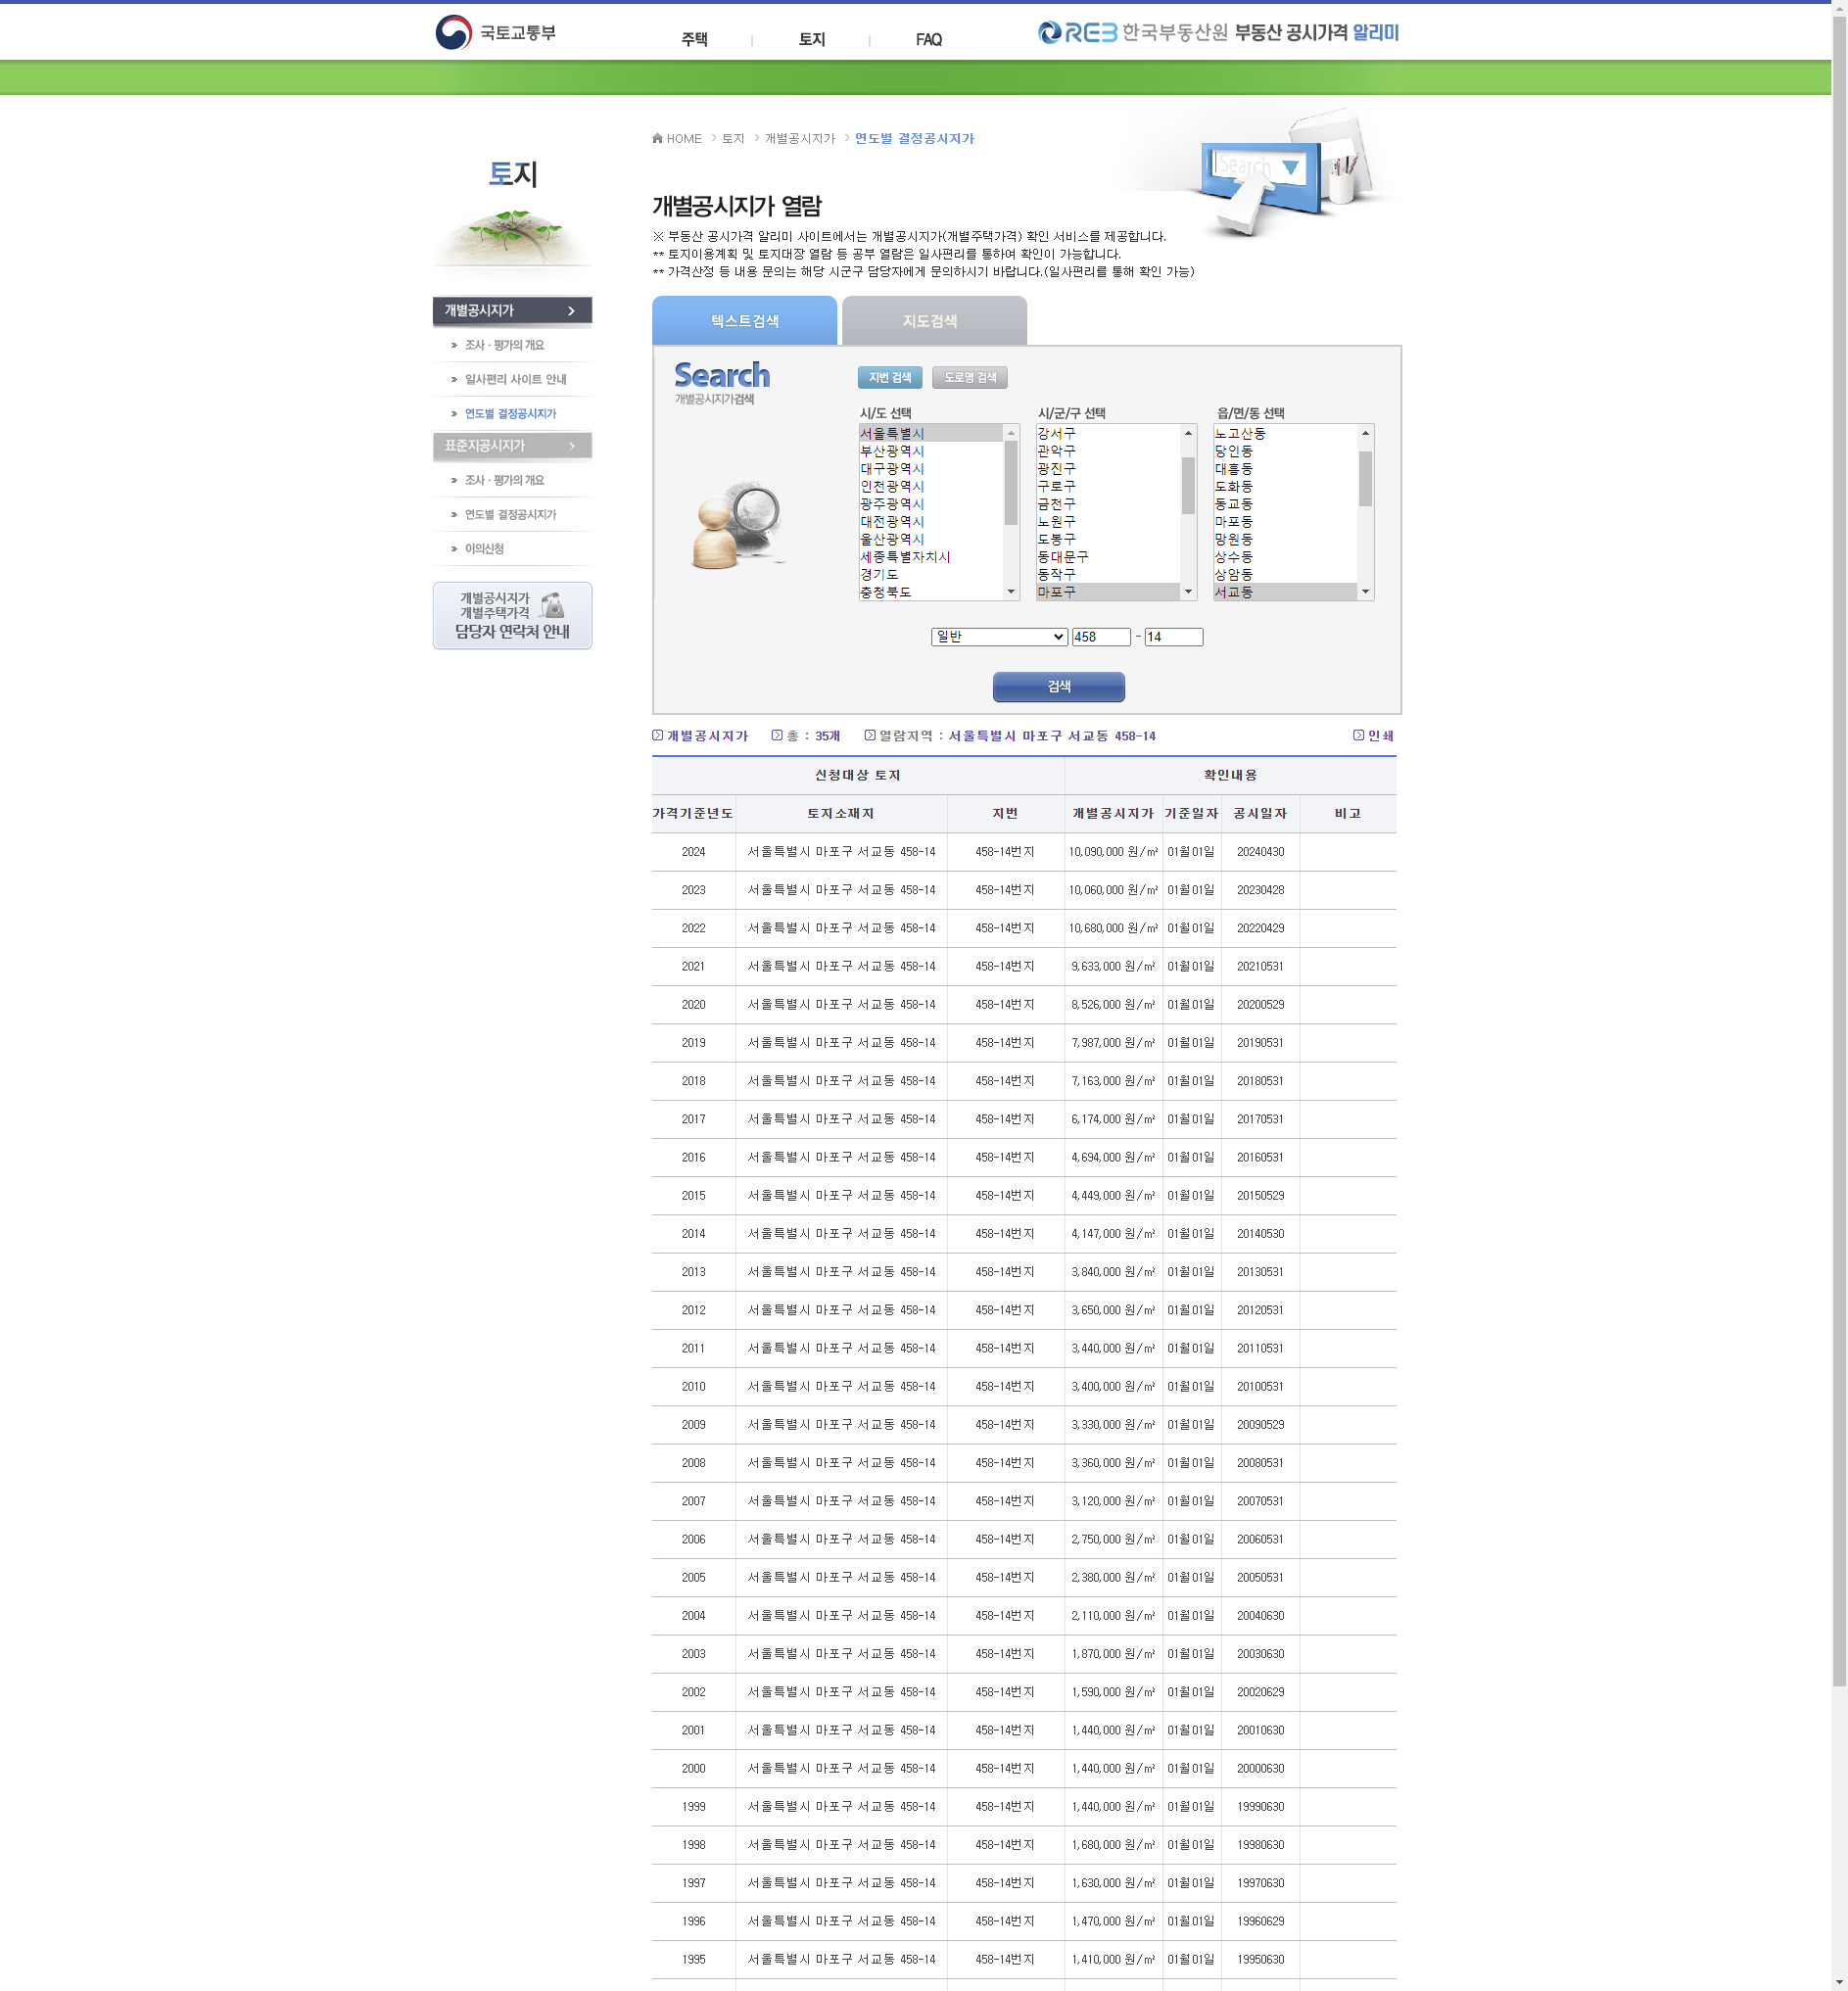 국토교통부
주택
토지
FAQ
REB 한국부동산원 부동산 공시가격 알리미
HOME > 토지 > 개별공시지가 > 연도별 결정공시지가
Search
토지
개별공시지가 열람
※ 부동산 공시가격 알리미 사이트에서는 개별공시지가(개별주택가격) 확인 서비스를 제공합니다.
** 토지이용계획 및 토지대장 열람 등 공부 열람은 일사편리를 통하여 확인이 가능합니다.
** 가격산정 등 내용 문의는 해당 시군구 담당자에게 문의하시기 바랍니다.(일사편리를 통해 확인 가능)
개별공시지가
조사 · 평가의 개요
일사편리 사이트 안내
연도별 결정공시지가
표준지공시지가
조사 · 평가의 개요
연도별 결정공시지가
이의신청
개별공시지가
개별주택가격
담당자 연락처 안내
텍스트검색 지도검색
Search
개별공시지가검색
지번 검색 도로명 검색
시/도 선택 시/군/구 선택 읍/면/동 선택
서울특별시 강서구 노고산동
부산광역시 관악구 당인동
대구광역시 광진구 대흥동
인천광역시 구로구 도화동
광주광역시 금천구 동교동
대전광역시 노원구 마포동
울산광역시 도봉구 망원동
세종특별자치시 동대문구 상수동
경기도 동작구 상암동
충청북도 마포구 서교동
일반 458 - 14
검색
개별공시지가 총 : 35개 열람지역 : 서울특별시 마포구 서교동 458-14 인쇄
신청대상 토지 확인내용
가격기준년도 토지소재지 지번 개별공시지가 기준일자 공시일자 비고
2024 서울특별시 마포구 서교동 458-14 458-14번지 10,090,000 원/㎡ 01월01일 20240430
2023 서울특별시 마포구 서교동 458-14 458-14번지 10,060,000 원/㎡ 01월01일 20230428
2022 서울특별시 마포구 서교동 458-14 458-14번지 10,680,000 원/㎡ 01월01일 20220429
2021 서울특별시 마포구 서교동 458-14 458-14번지 9,633,000 원/㎡ 01월01일 20210531
2020 서울특별시 마포구 서교동 458-14 458-14번지 8,526,000 원/㎡ 01월01일 20200529
2019 서울특별시 마포구 서교동 458-14 458-14번지 7,987,000 원/㎡ 01월01일 20190531
2018 서울특별시 마포구 서교동 458-14 458-14번지 7,163,000 원/㎡ 01월01일 20180531
2017 서울특별시 마포구 서교동 458-14 458-14번지 6,174,000 원/㎡ 01월01일 20170531
2016 서울특별시 마포구 서교동 458-14 458-14번지 4,694,000 원/㎡ 01월01일 20160531
2015 서울특별시 마포구 서교동 458-14 458-14번지 4,449,000 원/㎡ 01월01일 20150529
2014 서울특별시 마포구 서교동 458-14 458-14번지 4,147,000 원/㎡ 01월01일 20140530
2013 서울특별시 마포구 서교동 458-14 458-14번지 3,840,000 원/㎡ 01월01일 20130531
2012 서울특별시 마포구 서교동 458-14 458-14번지 3,650,000 원/㎡ 01월01일 20120531
2011 서울특별시 마포구 서교동 458-14 458-14번지 3,440,000 원/㎡ 01월01일 20110531
2010 서울특별시 마포구 서교동 458-14 458-14번지 3,400,000 원/㎡ 01월01일 20100531
2009 서울특별시 마포구 서교동 458-14 458-14번지 3,330,000 원/㎡ 01월01일 20090529
2008 서울특별시 마포구 서교동 458-14 458-14번지 3,360,000 원/㎡ 01월01일 20080531
2007 서울특별시 마포구 서교동 458-14 458-14번지 3,120,000 원/㎡ 01월01일 20070531
2006 서울특별시 마포구 서교동 458-14 458-14번지 2,750,000 원/㎡ 01월01일 20060531
2005 서울특별시 마포구 서교동 458-14 458-14번지 2,380,000 원/㎡ 01월01일 20050531
2004 서울특별시 마포구 서교동 458-14 458-14번지 2,110,000 원/㎡ 01월01일 20040630
2003 서울특별시 마포구 서교동 458-14 458-14번지 1,870,000 원/㎡ 01월01일 20030630
2002 서울특별시 마포구 서교동 458-14 458-14번지 1,590,000 원/㎡ 01월01일 20020629
2001 서울특별시 마포구 서교동 458-14 458-14번지 1,440,000 원/㎡ 01월01일 20010630
2000 서울특별시 마포구 서교동 458-14 458-14번지 1,440,000 원/㎡ 01월01일 20000630
1999 서울특별시 마포구 서교동 458-14 458-14번지 1,440,000 원/㎡ 01월01일 19990630
1998 서울특별시 마포구 서교동 458-14 458-14번지 1,680,000 원/㎡ 01월01일 19980630
1997 서울특별시 마포구 서교동 458-14 458-14번지 1,630,000 원/㎡ 01월01일 19970630
1996 서울특별시 마포구 서교동 458-14 458-14번지 1,470,000 원/㎡ 01월01일 19960629
1995 서울특별시 마포구 서교동 458-14 458-14번지 1,410,000 원/㎡ 01월01일 19950630